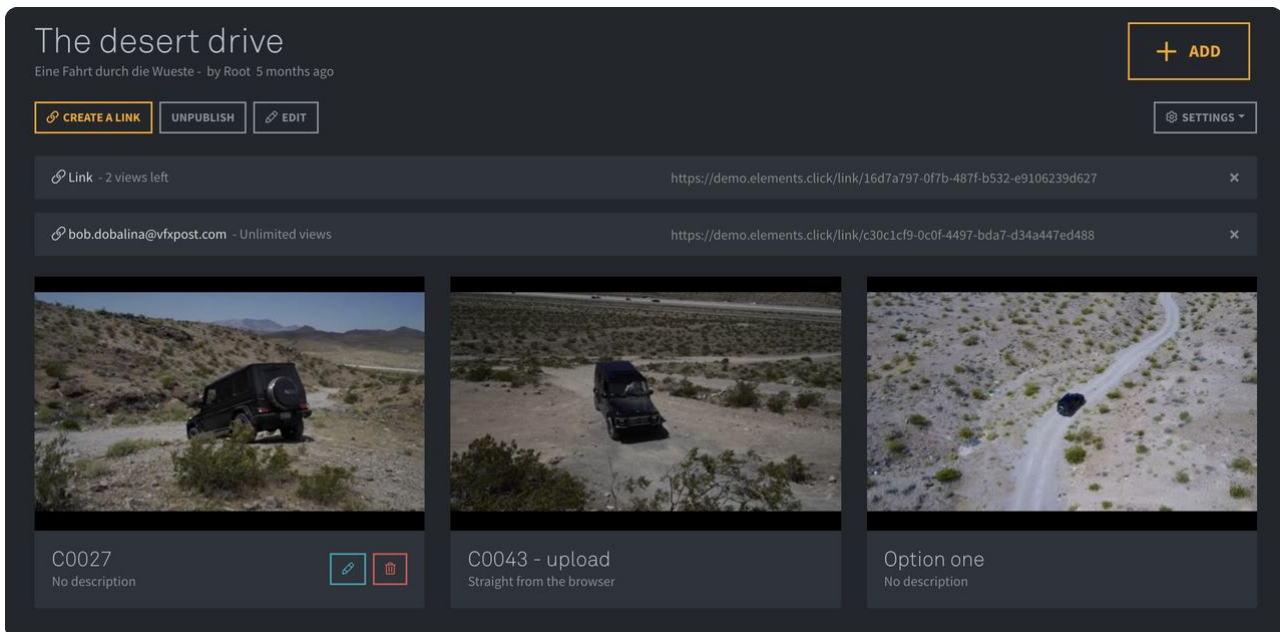 The desert drive
Eine Fahrt durch die Wueste - by Root 5 months ago
ADD
CREATE A LINK
UNPUBLISH
EDIT
SETTINGS
Link - 2 views left
https://demo.elements.click/link/16d7a797-0f7b-487f-b532-e9106239d627
bob.dobalina@vfxpost.com - Unlimited views
https://demo.elements.click/link/c30c1cf9-0c0f-4497-bda7-d34a447ed488
C0027
No description
C0043 - upload
Straight from the browser
Option one
No description